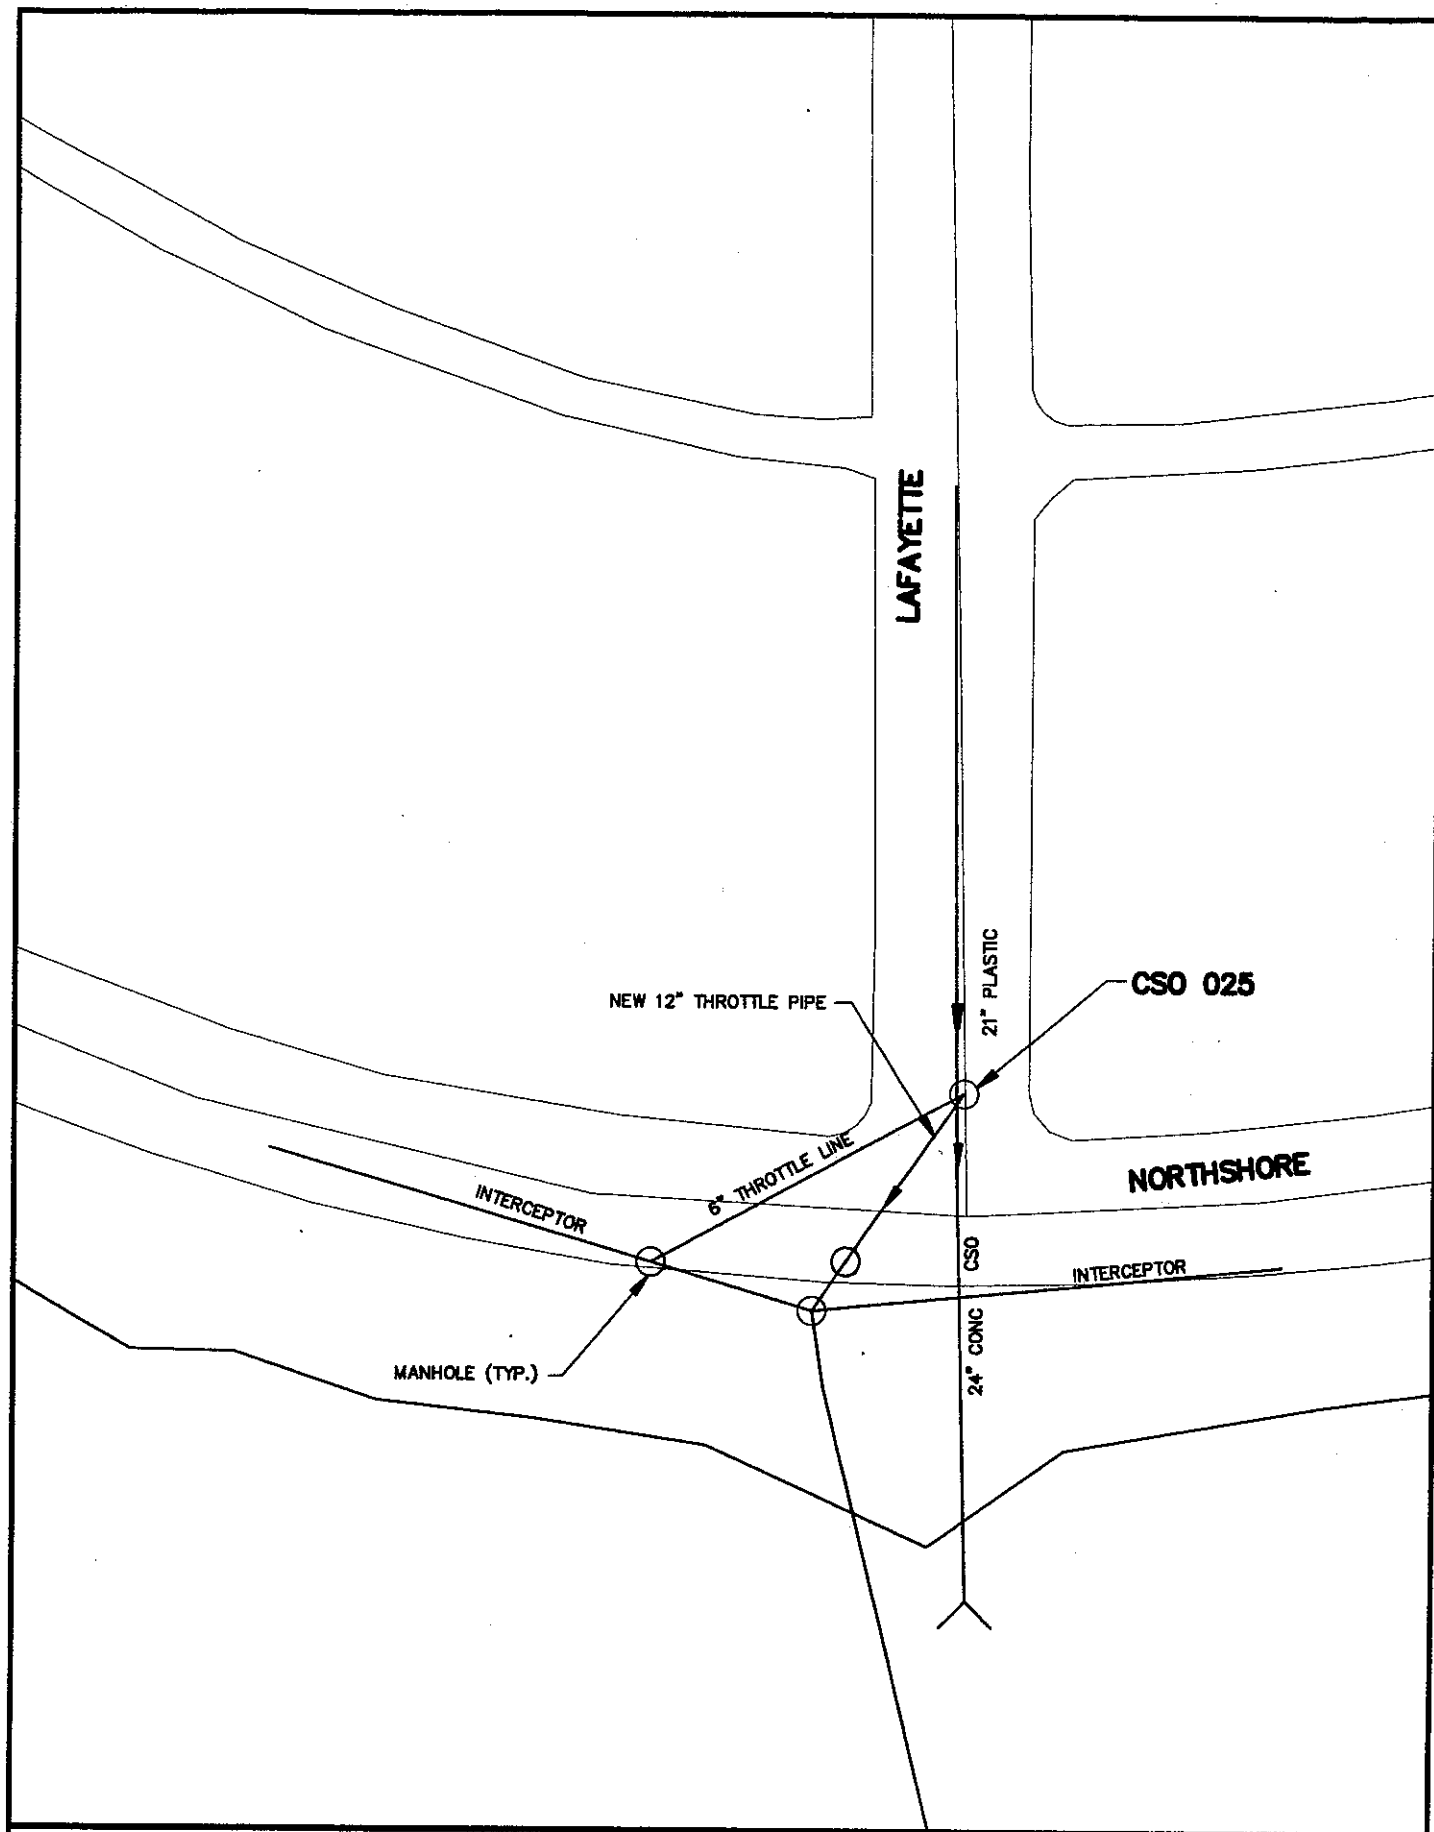 LAFAYETTE
21" PLASTIC
CSO 025
NEW 12" THROTTLE PIPE
6" THROTTLE LINE
NORTHSHORE
INTERCEPTOR
CSO
INTERCEPTOR
24" CONC
MANHOLE (TYP.)